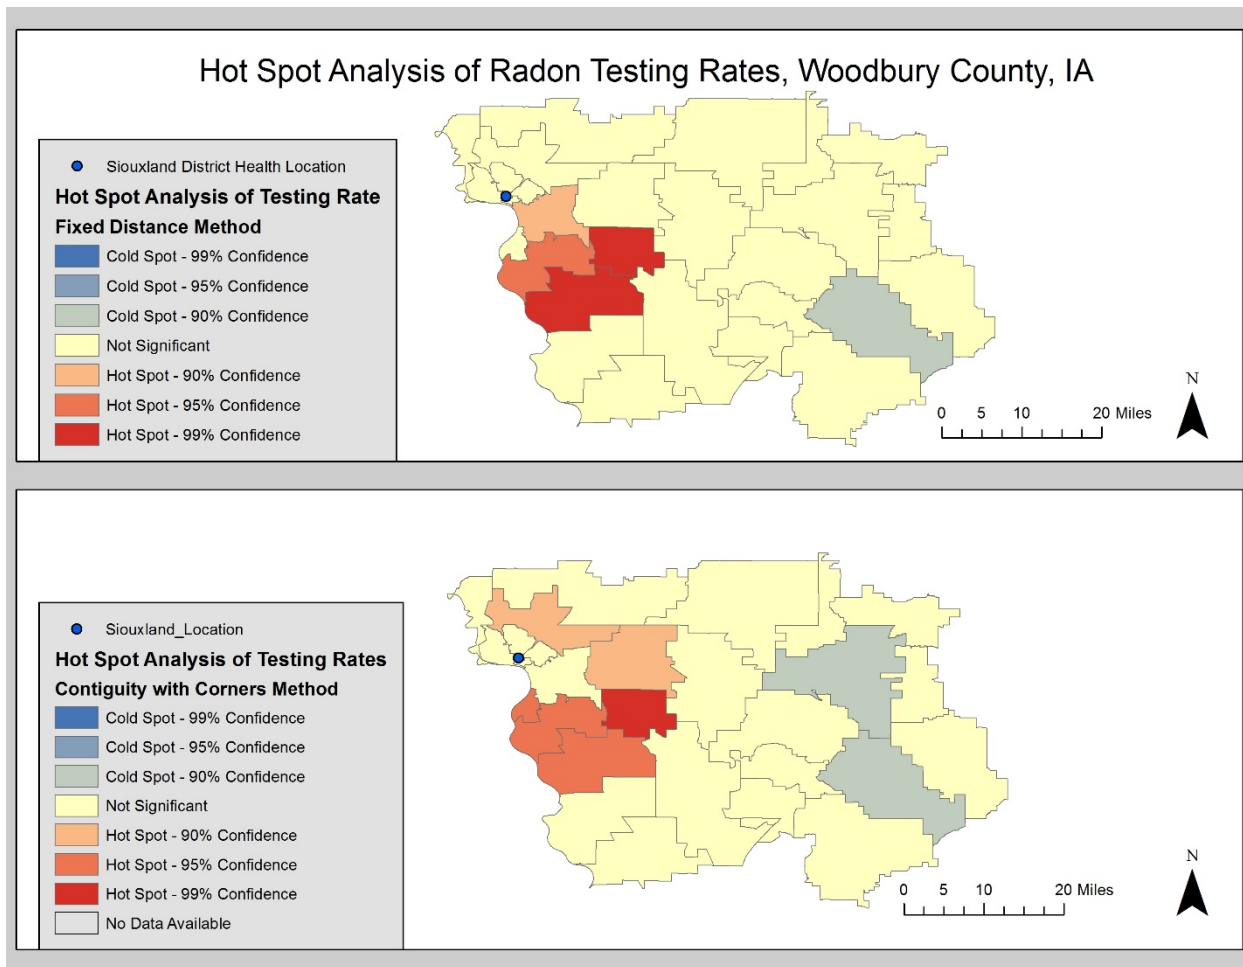 Hot Spot Analysis of Radon Testing Rates, Woodbury County, IA
Siouxland District Health Location
Hot Spot Analysis of Testing Rate
Fixed Distance Method
Cold Spot - 99% Confidence
Cold Spot - 95% Confidence
Cold Spot - 90% Confidence
Not Significant
Hot Spot - 90% Confidence
Hot Spot - 95% Confidence
Hot Spot - 99% Confidence
0 5 10 20 Miles
N
Siouxland_Location
Hot Spot Analysis of Testing Rates
Contiguity with Corners Method
Cold Spot - 99% Confidence
Cold Spot - 95% Confidence
Cold Spot - 90% Confidence
Not Significant
Hot Spot - 90% Confidence
Hot Spot - 95% Confidence
Hot Spot - 99% Confidence
No Data Available
0 5 10 20 Miles
N